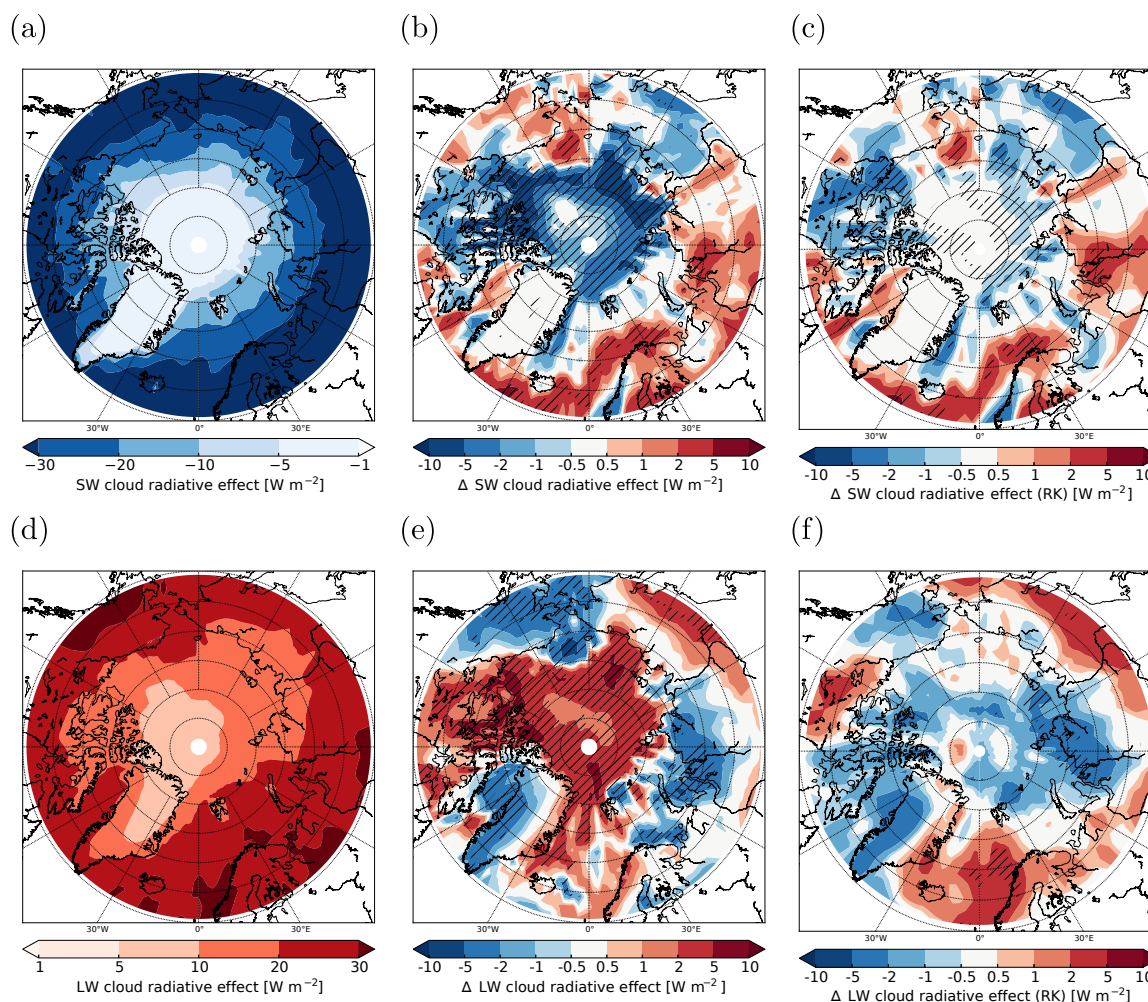 (a)
(b)
(c)
30°W 0° 30°E
30°W 0° 30°E
30°W 0° 30°E
−30 −20 −10 −5 −1
SW cloud radiative effect [W m⁻²]
-10 -5 -2 -1 -0.5 0.5 1 2 5 10
Δ SW cloud radiative effect [W m⁻²]
-10 -5 -2 -1 -0.5 0.5 1 2 5 10
Δ SW cloud radiative effect (RK) [W m⁻²]
(d)
(e)
(f)
30°W 0° 30°E
30°W 0° 30°E
30°W 0° 30°E
1 5 10 20 30
LW cloud radiative effect [W m⁻²]
-10 -5 -2 -1 -0.5 0.5 1 2 5 10
Δ LW cloud radiative effect [W m⁻²]
-10 -5 -2 -1 -0.5 0.5 1 2 5 10
Δ LW cloud radiative effect (RK) [W m⁻²]